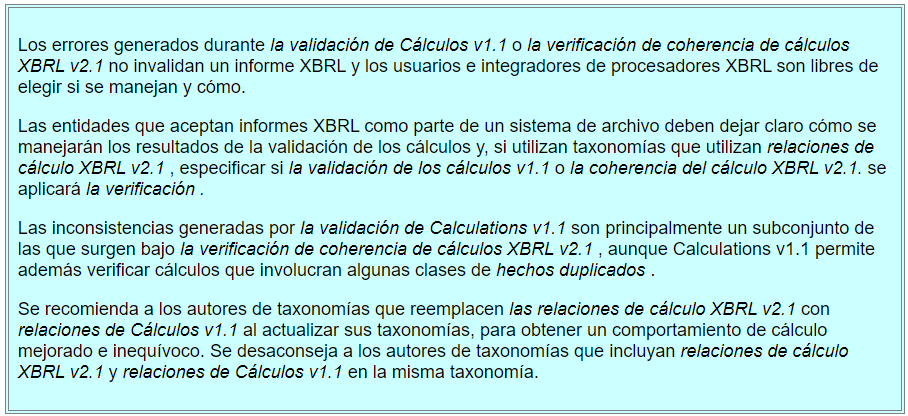 Los errores generados durante la validación de Cálculos v1.1 o la verificación de coherencia de cálculos
XBRL v2.1 no invalidan un informe XBRL y los usuarios e integradores de procesadores XBRL son libres de
elegir si se manejan y cómo.
Las entidades que aceptan informes XBRL como parte de un sistema de archivo deben dejar claro cómo se
manejarán los resultados de la validación de los cálculos y, si utilizan taxonomías que utilizan relaciones de
cálculo XBRL v2.1 , especificar si la validación de los cálculos v1.1 o la coherencia del cálculo XBRL v2.1. se
aplicará la verificación .
Las inconsistencias generadas por la validación de Calculations v1.1 son principalmente un subconjunto de
las que surgen bajo la verificación de coherencia de cálculos XBRL v2.1 , aunque Calculations v1.1 permite
además verificar cálculos que involucran algunas clases de hechos duplicados .
Se recomienda a los autores de taxonomías que reemplacen las relaciones de cálculo XBRL v2.1 con
relaciones de Cálculos v1.1 al actualizar sus taxonomías, para obtener un comportamiento de cálculo
mejorado e inequívoco. Se desaconseja a los autores de taxonomías que incluyan relaciones de cálculo
XBRL v2.1 y relaciones de Cálculos v1.1 en la misma taxonomía.